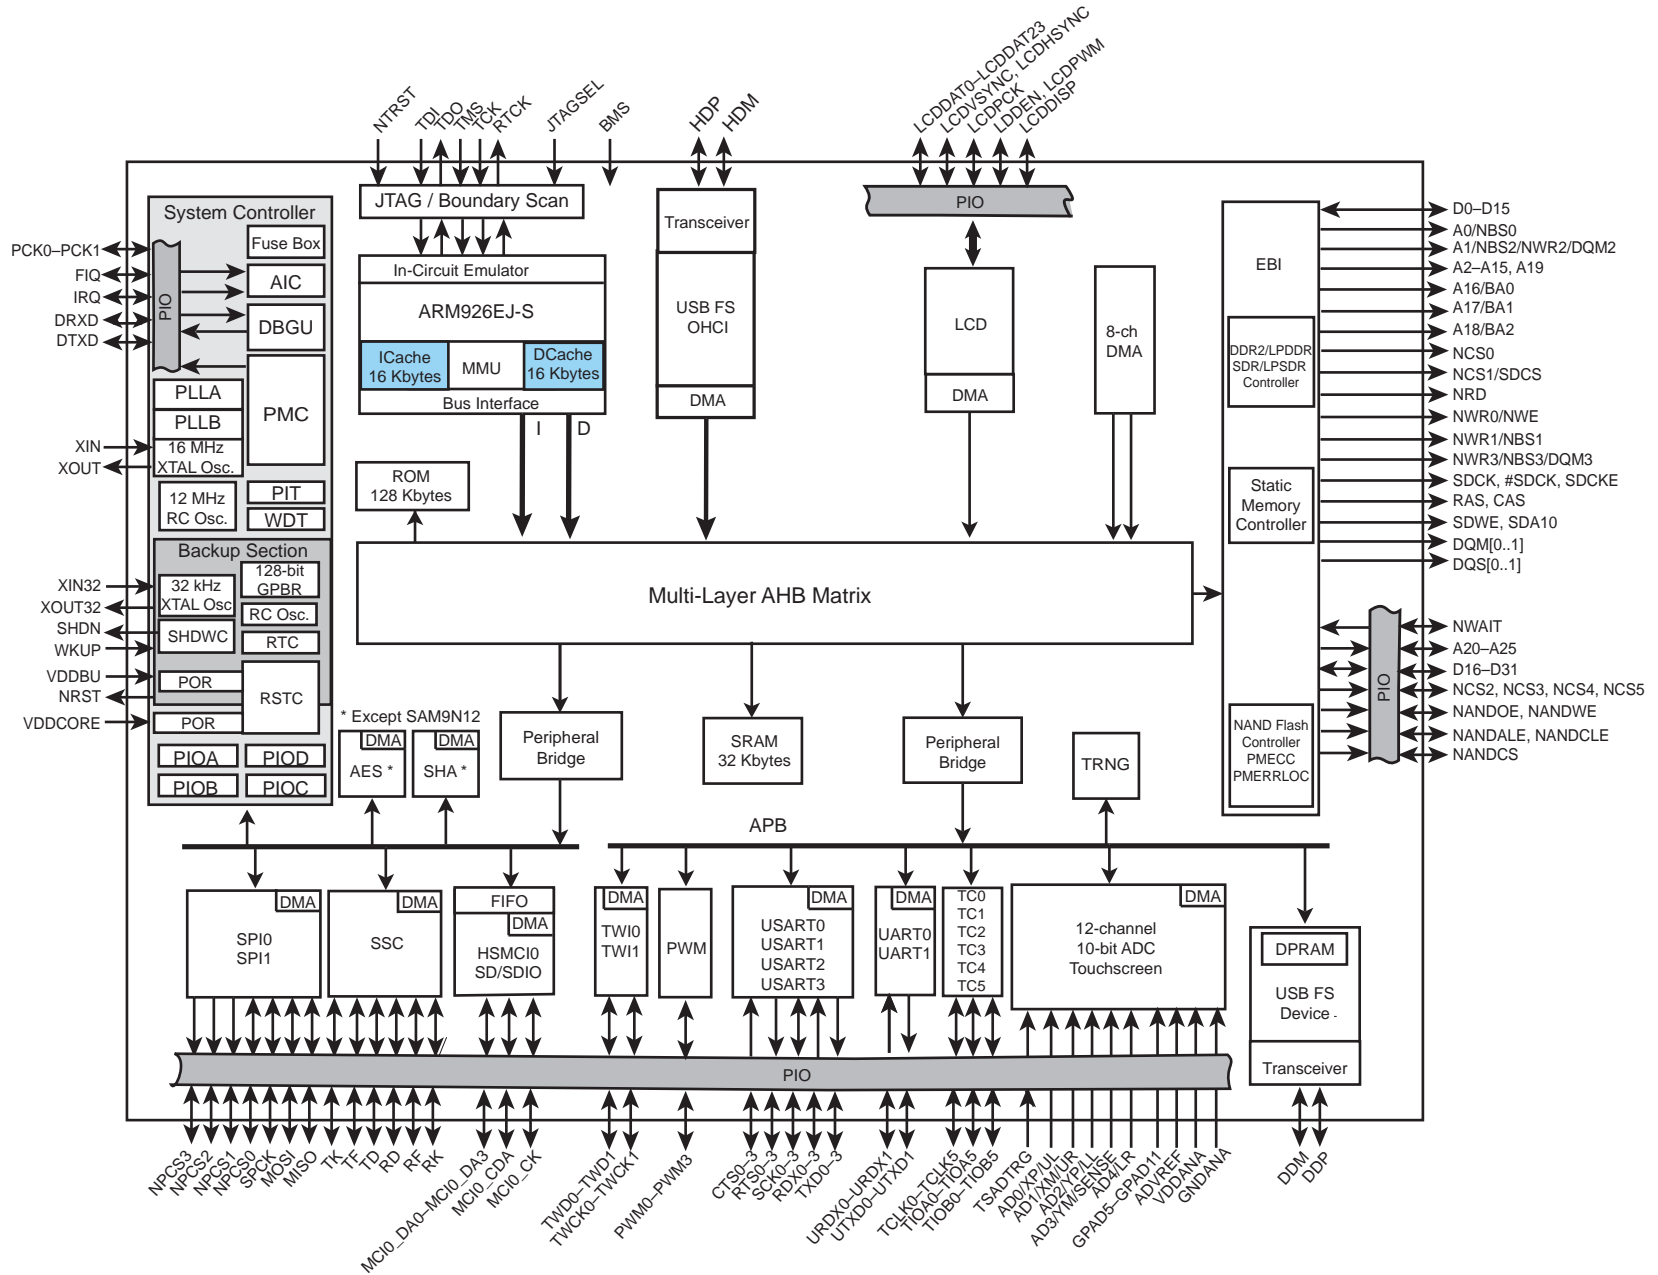 NTRST
TDI
TDO
TMS
TCK
RTCK
JTAGSEL
BMS
HDP
HDM
LCDDAT0–LCDDAT23
LCDVSYNC, LCDHSYNC
LCDPCK
LDDEN, LCDPWM
LCDDISP
System Controller
Fuse Box
PIO
AIC
DBGU
PLLA
PLLB
PMC
16 MHz
XTAL Osc.
12 MHz
RC Osc.
PIT
WDT
Backup Section
32 kHz
XTAL Osc
128-bit
GPBR
RC Osc.
SHDWC
RTC
POR
RSTC
POR
PIOA
PIOD
PIOB
PIOC
PCK0–PCK1
FIQ
IRQ
DRXD
DTXD
XIN
XOUT
XIN32
XOUT32
SHDN
WKUP
VDDBU
NRST
VDDCORE
JTAG / Boundary Scan
In-Circuit Emulator
ARM926EJ-S
ICache
16 Kbytes
MMU
DCache
16 Kbytes
Bus Interface
I
D
ROM
128 Kbytes
Transceiver
USB FS
OHCI
DMA
PIO
LCD
DMA
8-ch
DMA
EBI
DDR2/LPDDR
SDR/LPSDR
Controller
Static
Memory
Controller
NAND Flash
Controller
PMECC
PMERRLOC
PIO
D0–D15
A0/NBS0
A1/NBS2/NWR2/DQM2
A2–A15, A19
A16/BA0
A17/BA1
A18/BA2
NCS0
NCS1/SDCS
NRD
NWR0/NWE
NWR1/NBS1
NWR3/NBS3/DQM3
SDCK, #SDCK, SDCKE
RAS, CAS
SDWE, SDA10
DQM[0..1]
DQS[0..1]
NWAIT
A20–A25
D16–D31
NCS2, NCS3, NCS4, NCS5
NANDOE, NANDWE
NANDALE, NANDCLE
NANDCS
Multi-Layer AHB Matrix
* Except SAM9N12
DMA
AES *
DMA
SHA *
Peripheral
Bridge
SRAM
32 Kbytes
Peripheral
Bridge
TRNG
APB
DMA
SPI0
SPI1
DMA
SSC
FIFO
DMA
HSMCI0
SD/SDIO
DMA
TWI0
TWI1
PWM
DMA
USART0
USART1
USART2
USART3
DMA
UART0
UART1
TC0
TC1
TC2
TC3
TC4
TC5
DMA
12-channel
10-bit ADC
Touchscreen
DPRAM
USB FS
Device -
Transceiver
PIO
NPCS3
NPCS2
NPCS1
NPCS0
SPCK
MOSI
MISO
TK
TF
TD
RD
RF
RK
MCI0_DA0–MCI0_DA3
MCI0_CDA
MCI0_CK
TWD0–TWD1
TWCK0–TWCK1
PWM0–PWM3
CTS0–3
RTS0–3
SCK0–3
RDX0–3
TXD0–3
URDX0–URDX1
UTXD0–UTXD1
TCLK0–TCLK5
TIOA0–TIOA5
TIOB0–TIOB5
TSADTRG
AD0/XP/UL
AD1/XM/UR
AD2/YP/LL
AD3/YM/SENSE
AD4/LR
GPAD5–GPAD11
ADVREF
VDDANA
GNDANA
DDM
DDP